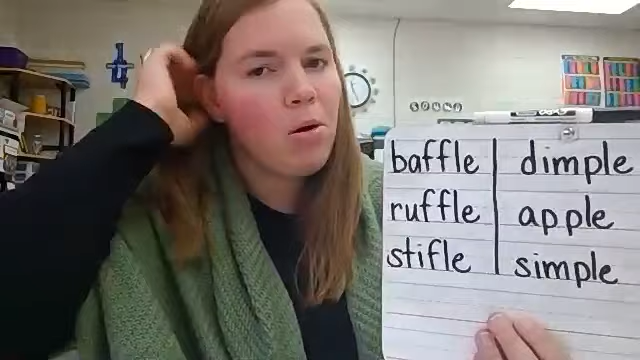 baffle | dimple
ruffle | apple
stifle | simple